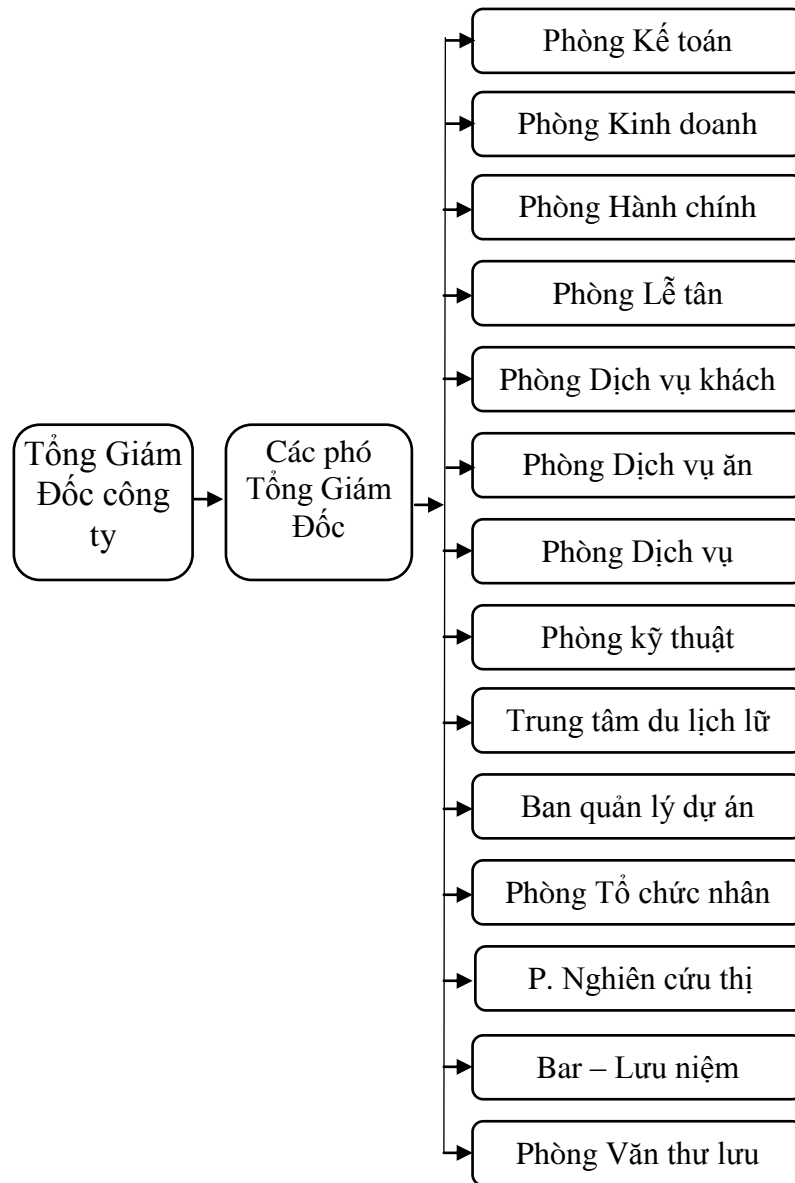 Tổng Giám
Đốc công
ty
Các phó
Tổng Giám
Đốc
Phòng Kế toán
Phòng Kinh doanh
Phòng Hành chính
Phòng Lễ tân
Phòng Dịch vụ khách
Phòng Dịch vụ ăn
Phòng Dịch vụ
Phòng kỹ thuật
Trung tâm du lịch lữ
Ban quản lý dự án
Phòng Tổ chức nhân
P. Nghiên cứu thị
Bar – Lưu niệm
Phòng Văn thư lưu